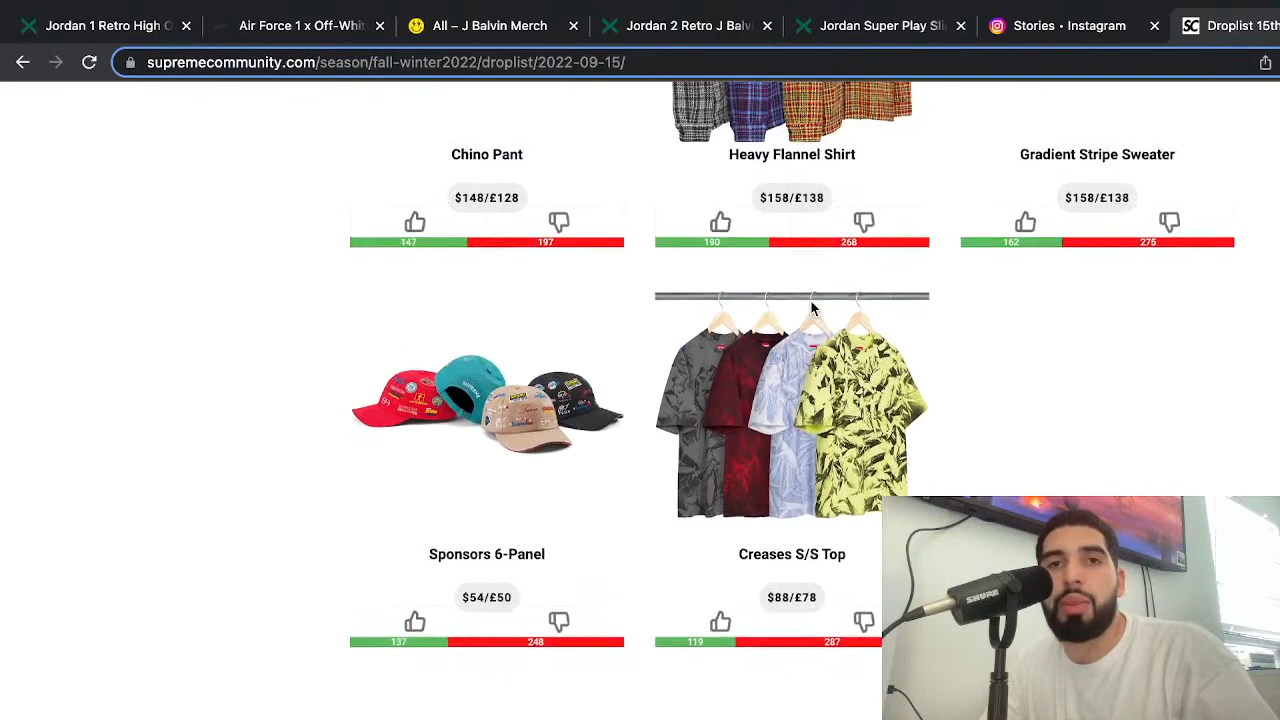 Jordan 1 Retro High O
Air Force 1 x Off-Whit
All – J Balvin Merch
Jordan 2 Retro J Balv
Jordan Super Play Slid
Stories • Instagram
SC
Droplist 15th
supremecommunity.com/season/fall-winter2022/droplist/2022-09-15/
Chino Pant
Heavy Flannel Shirt
Gradient Stripe Sweater
$148/£128
$158/£138
$158/£138
147 197
190 268
162 275
Sponsors 6-Panel
Creases S/S Top
$54/£50
$88/£78
137 248
119 287
SHURE